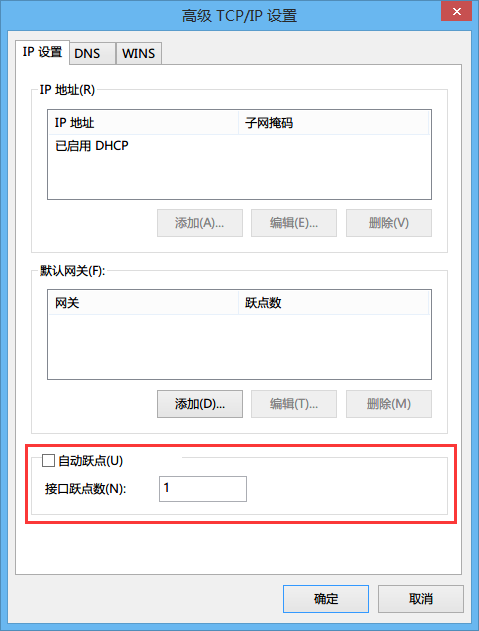 高级 TCP/IP 设置
IP 设置 DNS WINS
IP 地址(R)
IP 地址 子网掩码
已启用 DHCP
添加(A)... 编辑(E)... 删除(V)
默认网关(F):
网关 跃点数
添加(D)... 编辑(T)... 删除(M)
自动跃点(U)
接口跃点数(N): 1
确定 取消